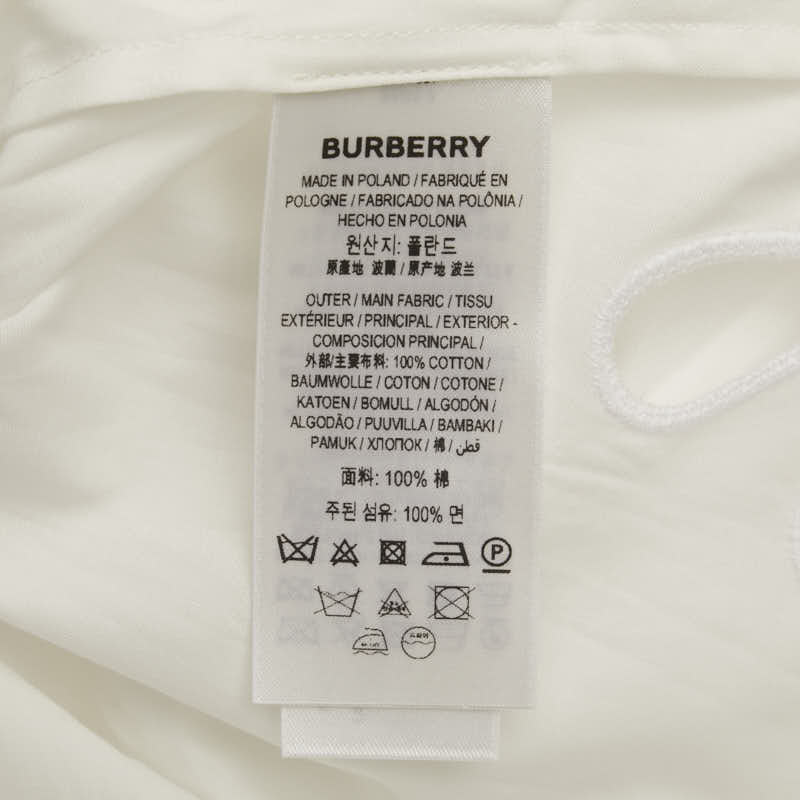 BURBERRY
MADE IN POLAND / FABRIQUÉ EN
POLOGNE / FABRICADO NA POLÔNIA /
HECHO EN POLONIA
원산지: 폴란드
原產地 波蘭 / 原产地 波兰
OUTER / MAIN FABRIC / TISSU
EXTÉRIEUR / PRINCIPAL / EXTERIOR -
COMPOSICION PRINCIPAL /
外部/主要布料: 100% COTTON /
BAUMWOLLE / COTON / COTONE /
KATOEN / BOMULL / ALGODÓN /
ALGODÃO / PUUVILLA / BAMBAKI /
PAMUK / ХЛОПОК / 棉 / قطن
面料: 100% 棉
주된 섬유: 100% 면
P